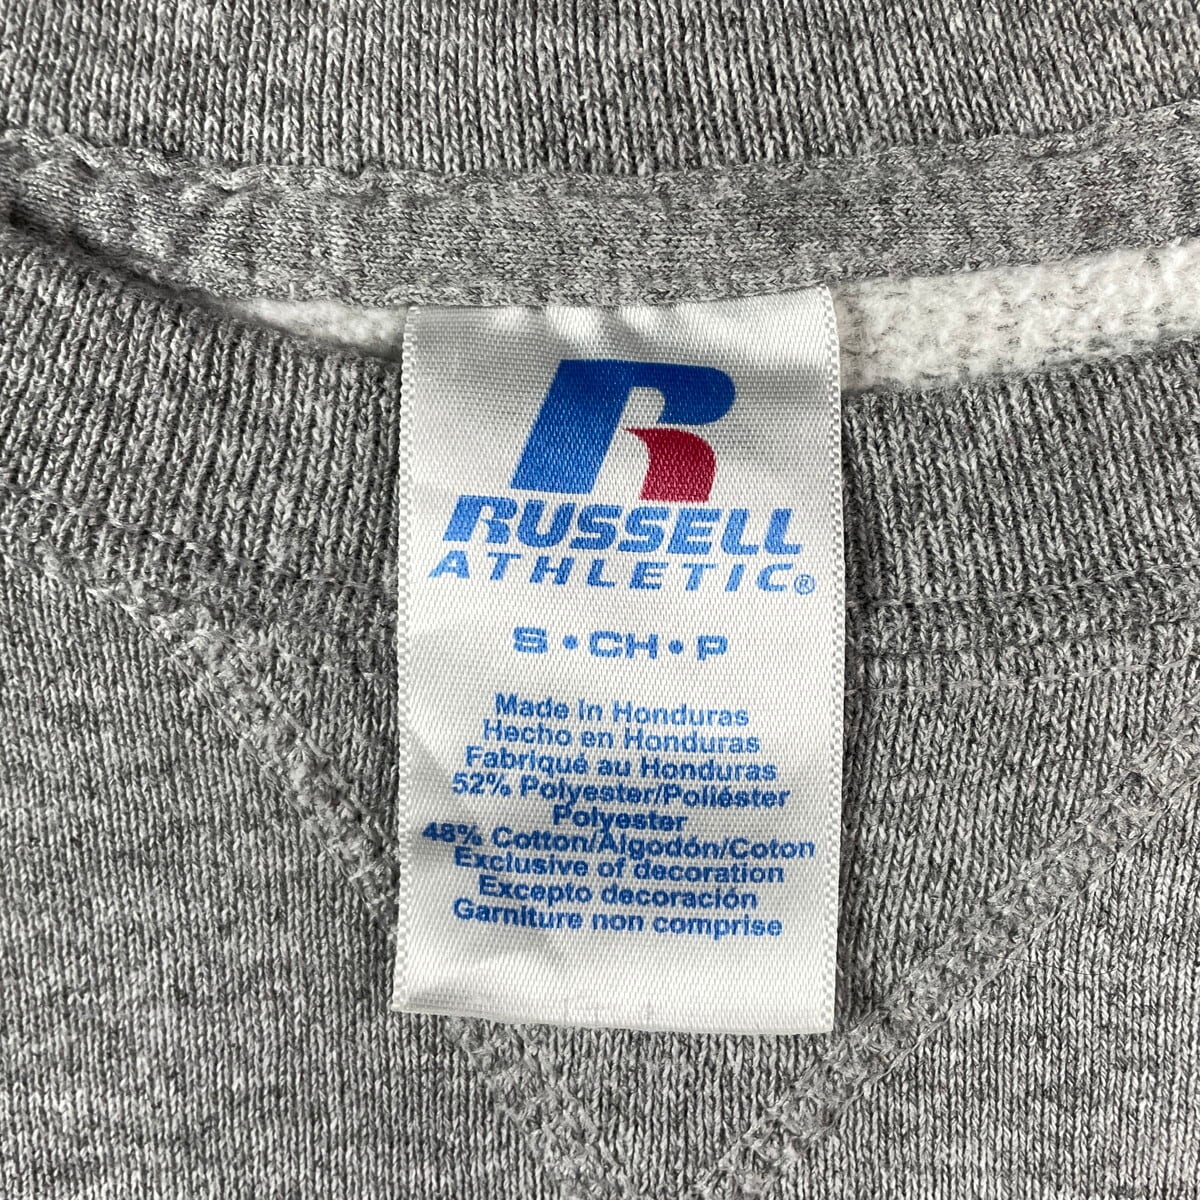 R
RUSSELL
ATHLETIC®
S • CH • P
Made in Honduras
Hecho en Honduras
Fabriqué au Honduras
52% Polyester/Poliéster
Polyester
48% Cotton/Algodón/Coton
Exclusive of decoration
Excepto decoración
Garniture non comprise